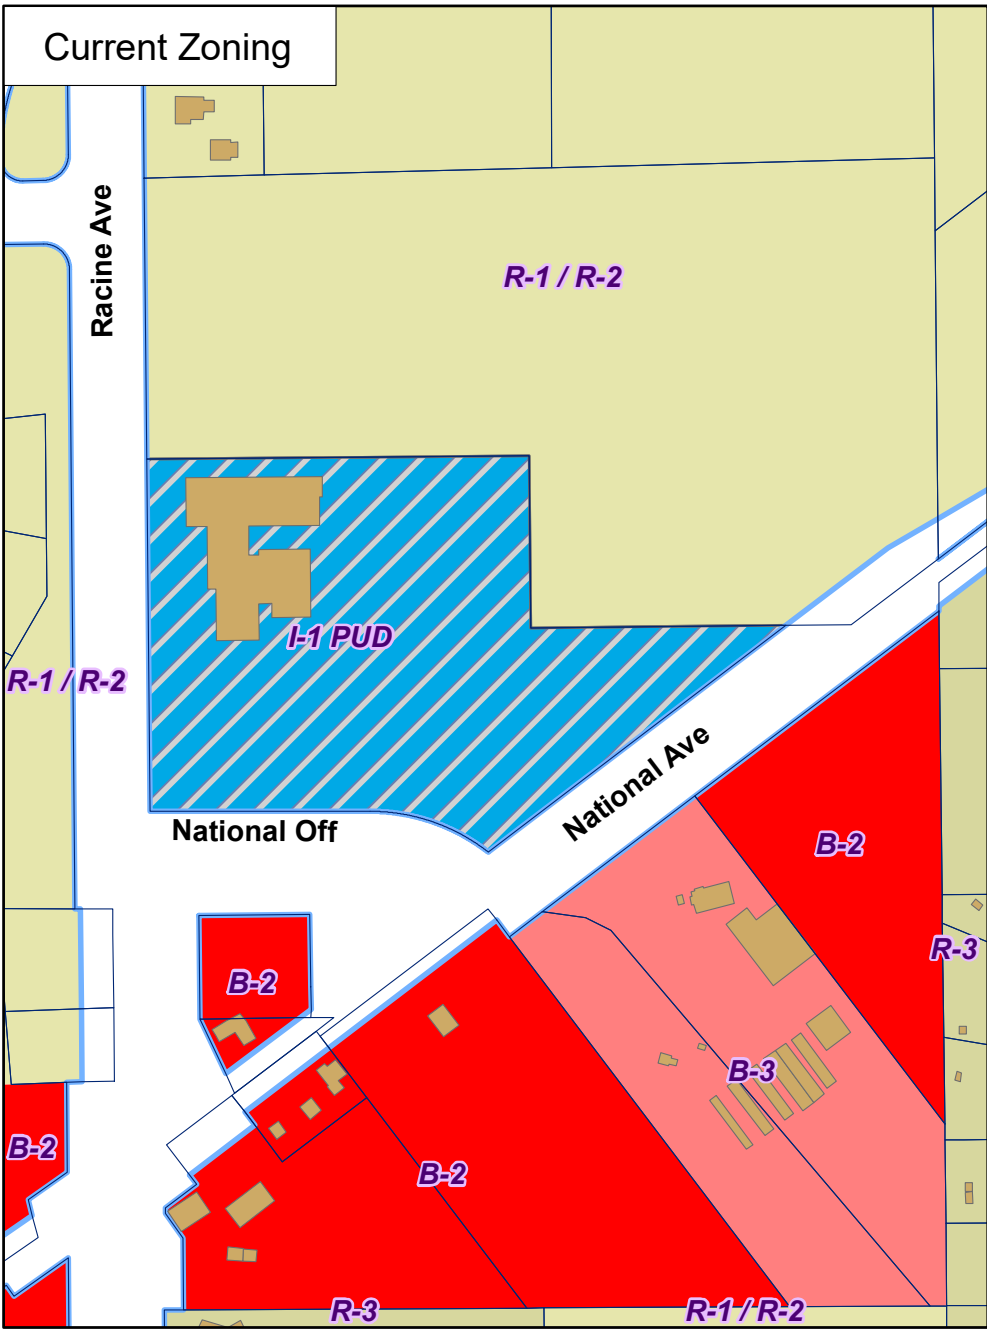 Current Zoning
Racine Ave
R-1 / R-2
I-1 PUD
R-1 / R-2
National Ave
National Off
B-2
R-3
B-2
B-3
B-2
B-2
R-3
R-1 / R-2